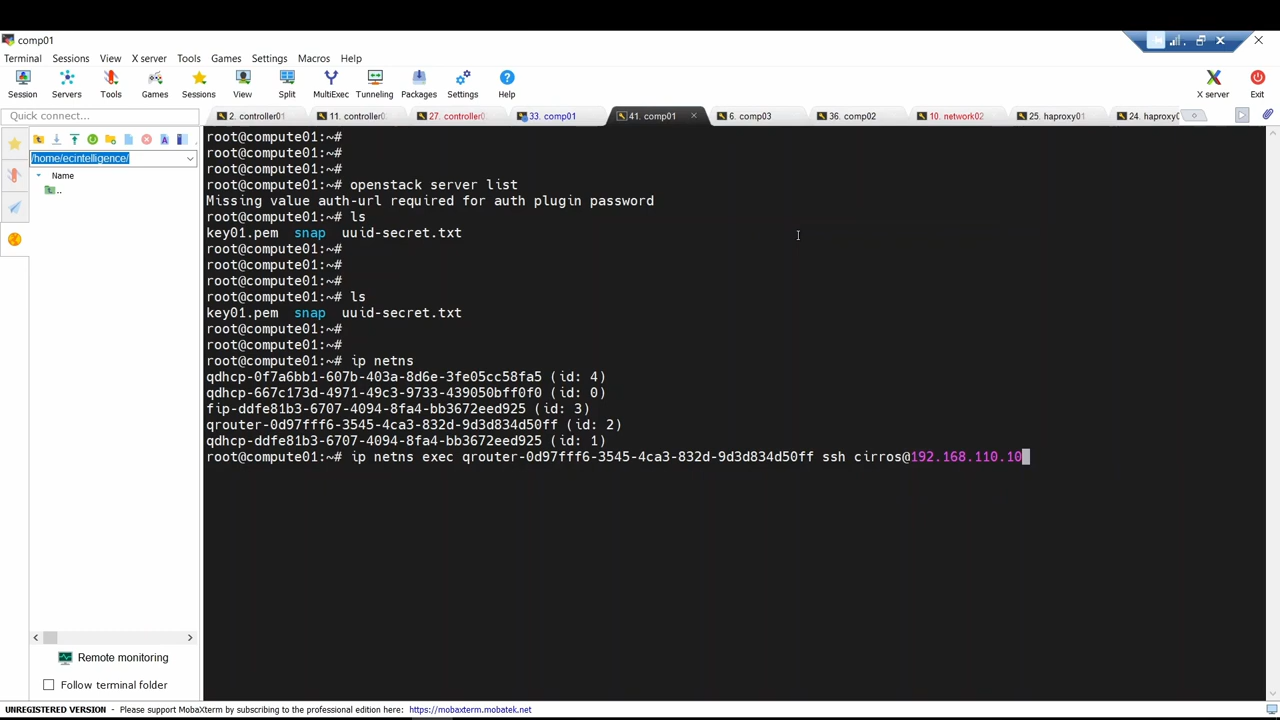 comp01
Terminal Sessions View X server Tools Games Settings Macros Help
Session Servers Tools Games Sessions View Split MultiExec Tunneling Packages Settings Help X server Exit
Quick connect...
2. controller01 11. controller0 27. controller0 33. comp01 41. comp01 6. comp03 36. comp02 10. network02 25. haproxy01 24. haproxy0
/home/ecintelligence/
Name
..
root@compute01:~#
root@compute01:~#
root@compute01:~#
root@compute01:~# openstack server list
Missing value auth-url required for auth plugin password
root@compute01:~# ls
key01.pem snap uuid-secret.txt
root@compute01:~#
root@compute01:~#
root@compute01:~#
root@compute01:~# ls
key01.pem snap uuid-secret.txt
root@compute01:~#
root@compute01:~#
root@compute01:~# ip netns
qdhcp-0f7a6bb1-607b-403a-8d6e-3fe05cc58fa5 (id: 4)
qdhcp-667c173d-4971-49c3-9733-439050bff0f0 (id: 0)
fip-ddfe81b3-6707-4094-8fa4-bb3672eed925 (id: 3)
qrouter-0d97fff6-3545-4ca3-832d-9d3d834d50ff (id: 2)
qdhcp-ddfe81b3-6707-4094-8fa4-bb3672eed925 (id: 1)
root@compute01:~# ip netns exec qrouter-0d97fff6-3545-4ca3-832d-9d3d834d50ff ssh cirros@192.168.110.10
Remote monitoring
Follow terminal folder
UNREGISTERED VERSION - Please support MobaXterm by subscribing to the professional edition here: https://mobaxterm.mobatek.net